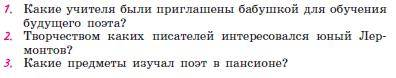 1. Какие учителя были приглашены бабушкой для обучения
будущего поэта?
2. Творчеством каких писателей интересовался юный Лер-
монтов?
3. Какие предметы изучал поэт в пансионе?